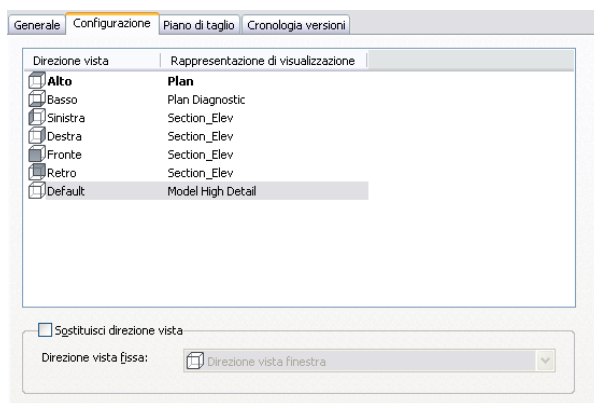 Generale Configurazione Piano di taglio Cronologia versioni
Direzione vista Rappresentazione di visualizzazione
Alto Plan
Basso Plan Diagnostic
Sinistra Section_Elev
Destra Section_Elev
Fronte Section_Elev
Retro Section_Elev
Default Model High Detail
Sostituisci direzione vista
Direzione vista fissa: Direzione vista finestra